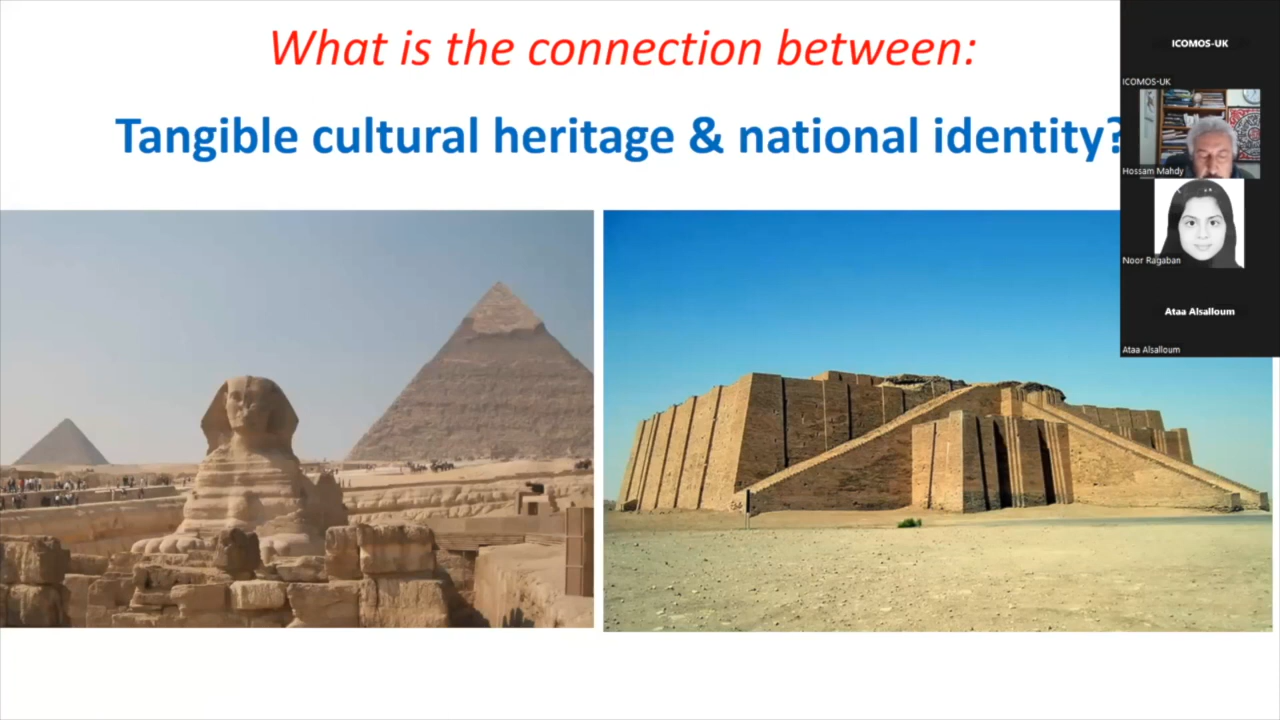 What is the connection between:
Tangible cultural heritage & national identity?
ICOMOS-UK
ICOMOS-UK
Hossam Mahdy
Noor Ragaban
Ataa Alsalloum
Ataa Alsalloum